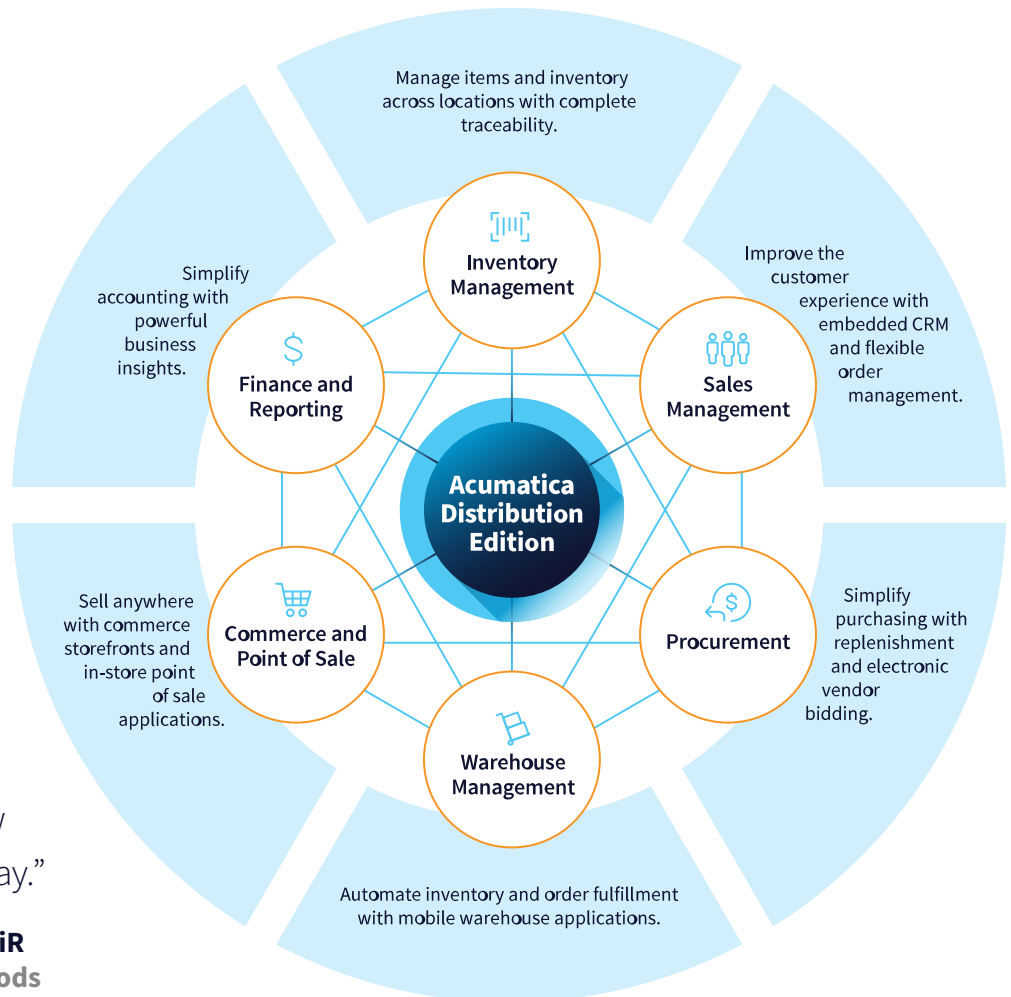 Manage items and inventory
across locations with complete
traceability.
Inventory
Management
Improve the
customer
experience with
embedded CRM
and flexible
order
management.
Sales
Management
Simplify
purchasing with
replenishment
and electronic
vendor
bidding.
Procurement
Automate inventory and order fulfillment
with mobile warehouse applications.
Warehouse
Management
Sell anywhere
with commerce
storefronts and
in-store point
of sale
applications.
Commerce and
Point of Sale
Simplify
accounting with
powerful
business
insights.
Finance and
Reporting
Acumatica
Distribution
Edition
ay.”
iR
ods